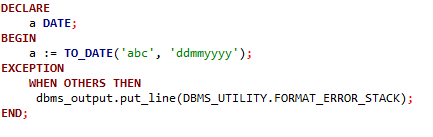 DECLARE
a DATE;
BEGIN
a := TO_DATE('abc', 'ddmmyyyy');
EXCEPTION
WHEN OTHERS THEN
dbms_output.put_line(DBMS_UTILITY.FORMAT_ERROR_STACK);
END;